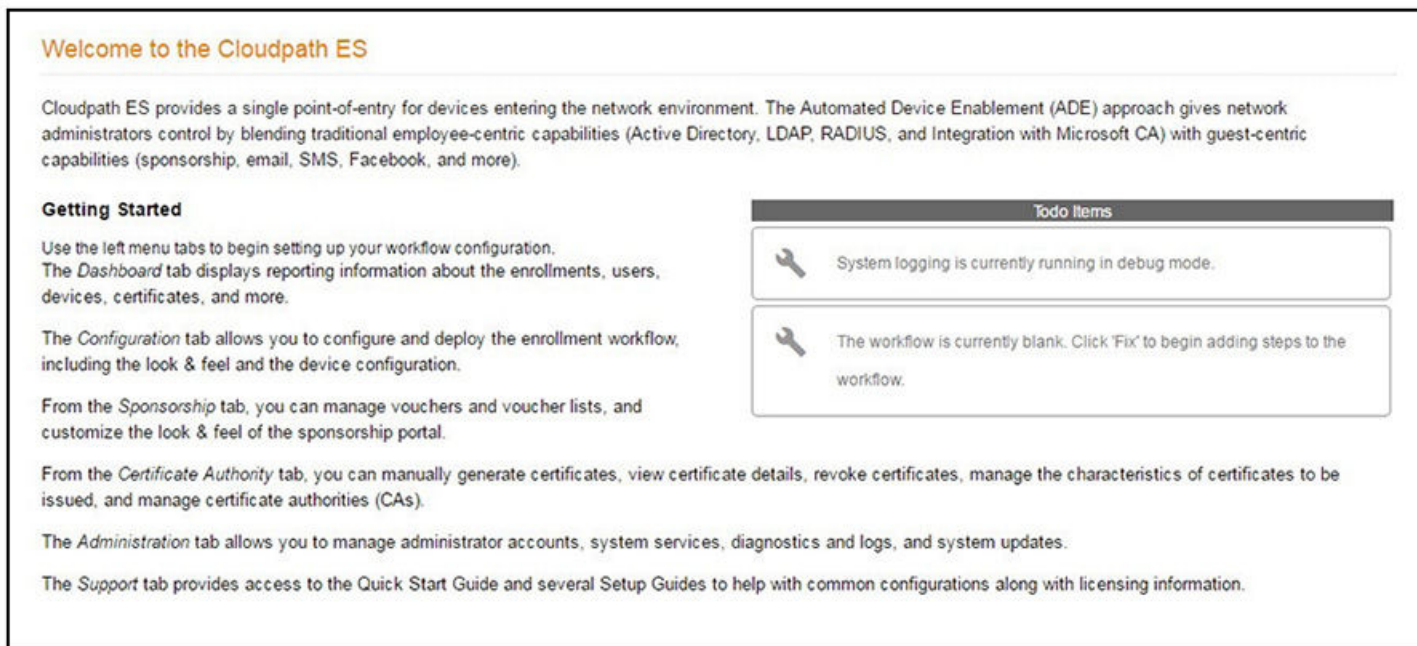 Welcome to the Cloudpath ES
Cloudpath ES provides a single point-of-entry for devices entering the network environment. The Automated Device Enablement (ADE) approach gives network
administrators control by blending traditional employee-centric capabilities (Active Directory, LDAP, RADIUS, and Integration with Microsoft CA) with guest-centric
capabilities (sponsorship, email, SMS, Facebook, and more).
Getting Started
Use the left menu tabs to begin setting up your workflow configuration.
The Dashboard tab displays reporting information about the enrollments, users,
devices, certificates, and more.
The Configuration tab allows you to configure and deploy the enrollment workflow,
including the look & feel and the device configuration.
From the Sponsorship tab, you can manage vouchers and voucher lists, and
customize the look & feel of the sponsorship portal.
Todo Items
System logging is currently running in debug mode.
The workflow is currently blank. Click 'Fix' to begin adding steps to the
workflow.
From the Certificate Authority tab, you can manually generate certificates, view certificate details, revoke certificates, manage the characteristics of certificates to be
issued, and manage certificate authorities (CAs).
The Administration tab allows you to manage administrator accounts, system services, diagnostics and logs, and system updates.
The Support tab provides access to the Quick Start Guide and several Setup Guides to help with common configurations along with licensing information.